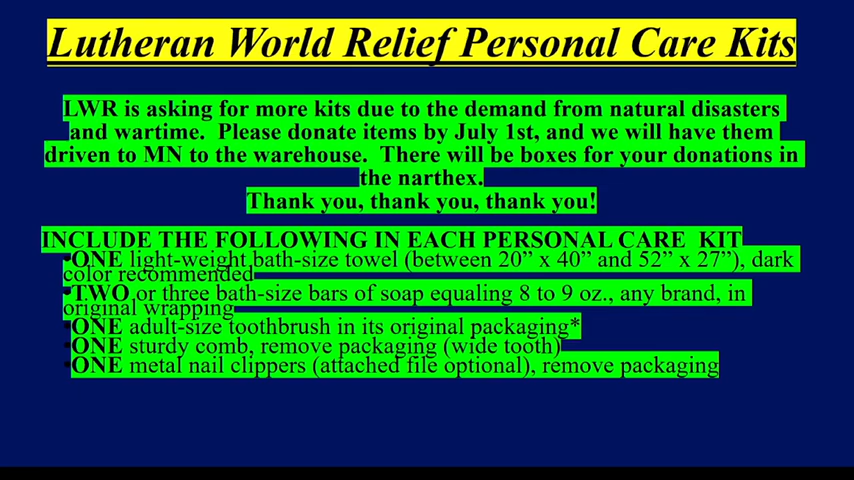 Lutheran World Relief Personal Care Kits
LWR is asking for more kits due to the demand from natural disasters
and wartime. Please donate items by July 1st, and we will have them
driven to MN to the warehouse. There will be boxes for your donations in
the narthex.
Thank you, thank you, thank you!
INCLUDE THE FOLLOWING IN EACH PERSONAL CARE KIT
•ONE light-weight bath-size towel (between 20” x 40” and 52” x 27”), dark
color recommended
•TWO or three bath-size bars of soap equaling 8 to 9 oz., any brand, in
original wrapping
•ONE adult-size toothbrush in its original packaging*
•ONE sturdy comb, remove packaging (wide tooth)
•ONE metal nail clippers (attached file optional), remove packaging